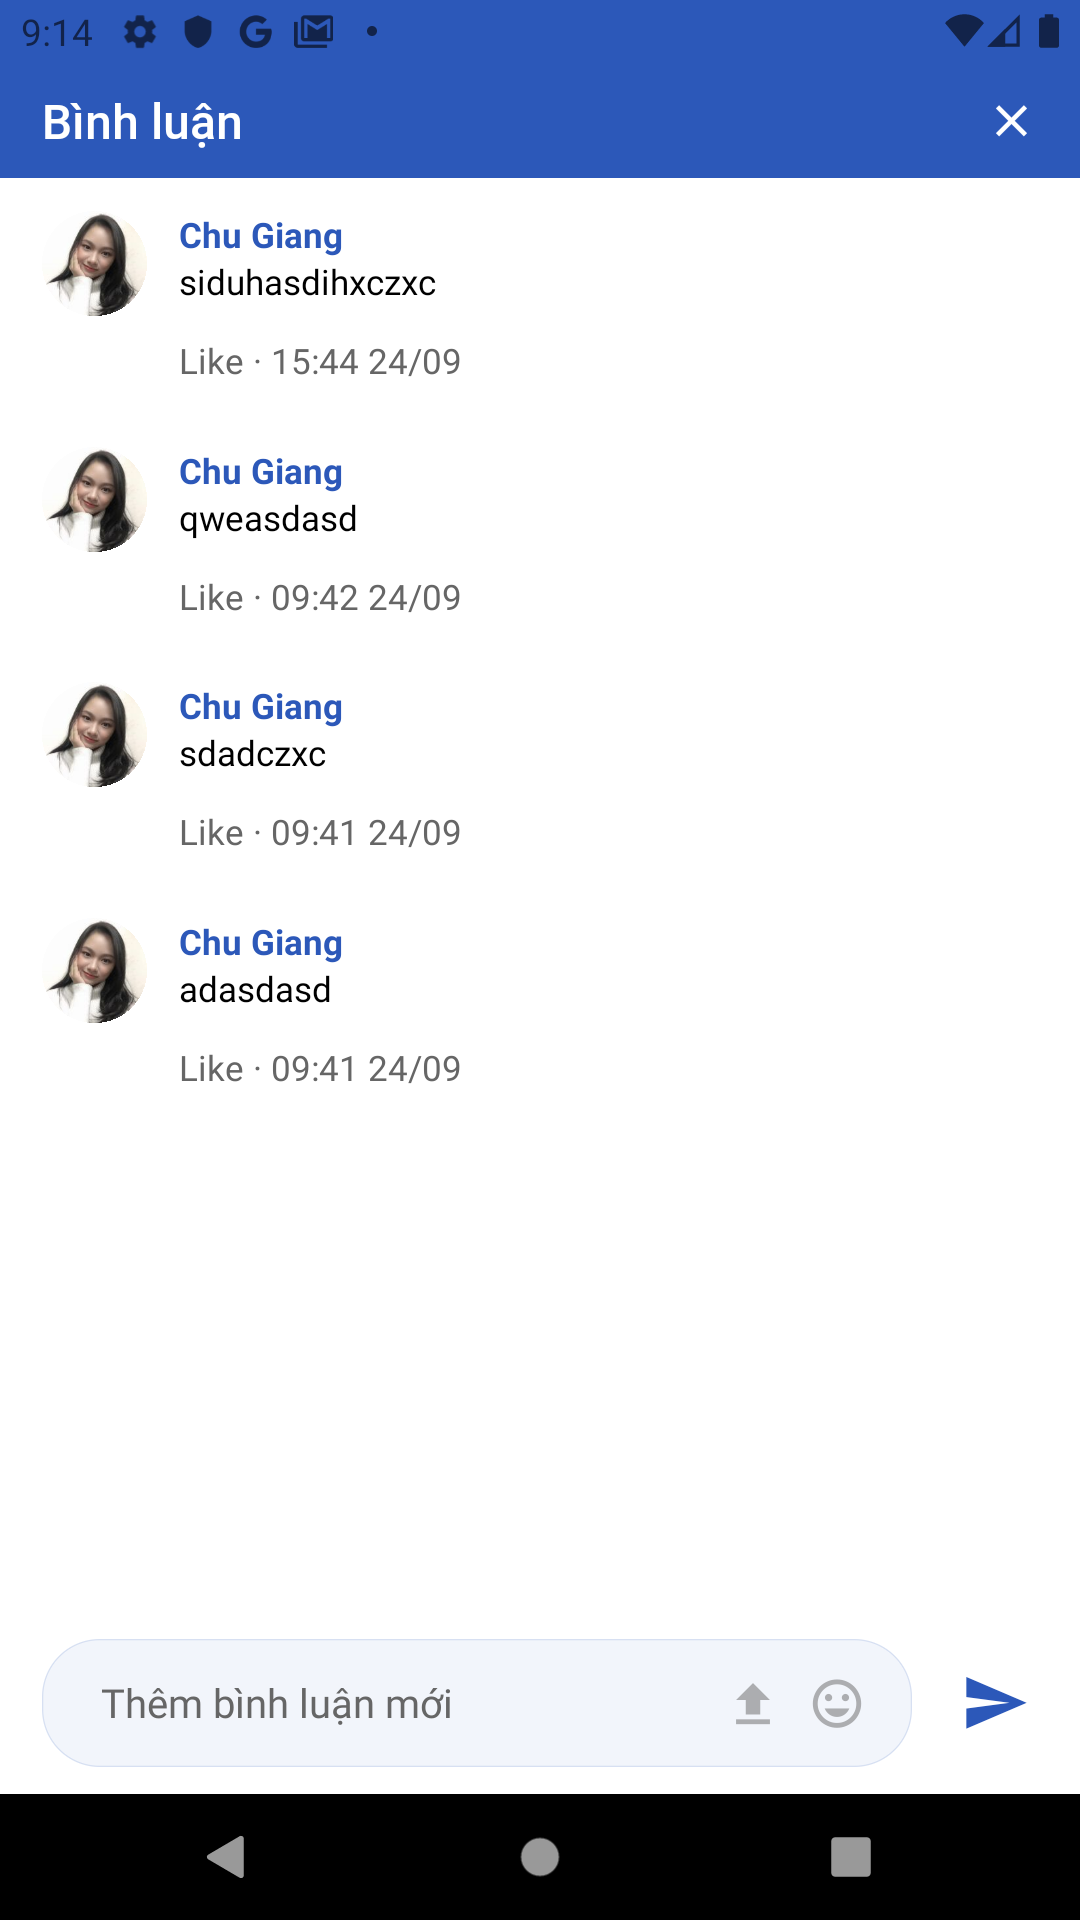 9:14
Bình luận
Chu Giang
siduhasdihxczxc
Like · 15:44 24/09
Chu Giang
qweasdasd
Like · 09:42 24/09
Chu Giang
sdadczxc
Like · 09:41 24/09
Chu Giang
adasdasd
Like · 09:41 24/09
Thêm bình luận mới